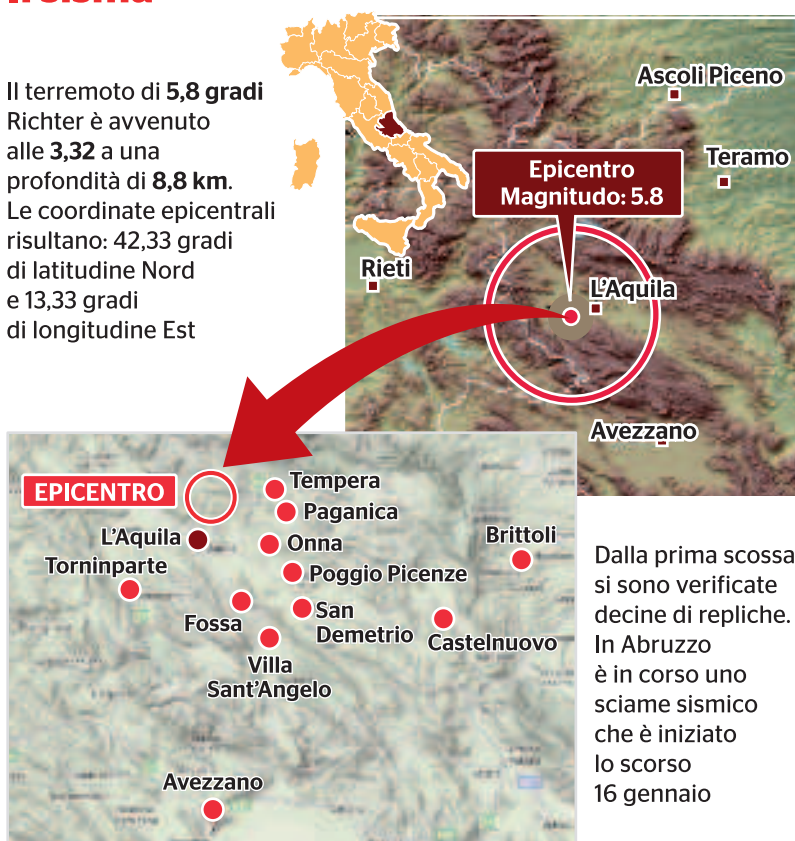 Il sisma
Il terremoto di 5,8 gradi
Richter è avvenuto
alle 3,32 a una
profondità di 8,8 km.
Le coordinate epicentrali
risultano: 42,33 gradi
di latitudine Nord
e 13,33 gradi
di longitudine Est
Ascoli Piceno
Teramo
Epicentro
Magnitudo: 5.8
Rieti
L'Aquila
Avezzano
EPICENTRO
Tempera
Paganica
L'Aquila
Onna
Brittoli
Torninparte
Poggio Picenze
Fossa
San
Demetrio
Castelnuovo
Villa
Sant'Angelo
Avezzano
Dalla prima scossa
si sono verificate
decine di repliche.
In Abruzzo
è in corso uno
sciame sismico
che è iniziato
lo scorso
16 gennaio